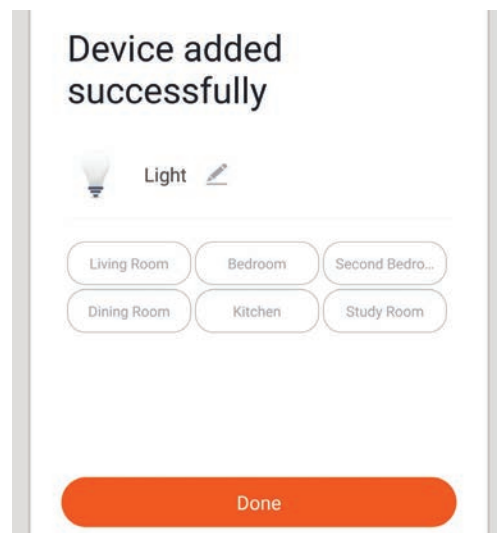 Device added
successfully
Light
Living Room Bedroom Second Bedro...
Dining Room Kitchen Study Room
Done